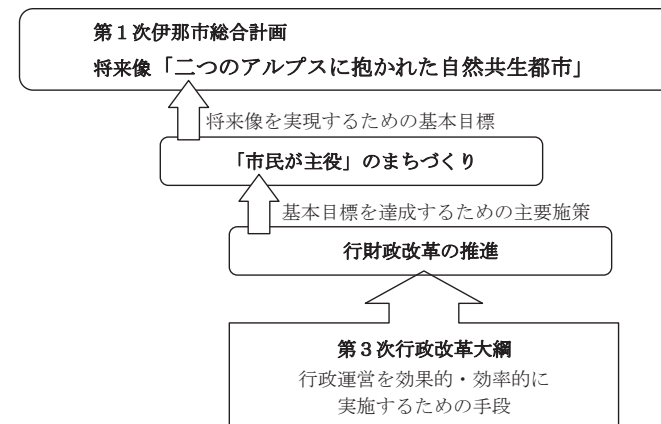 第１次伊那市総合計画
将来像「二つのアルプスに抱かれた自然共生都市」
将来像を実現するための基本目標
「市民が主役」のまちづくり
基本目標を達成するための主要施策
行財政改革の推進
第３次行政改革大綱
行政運営を効果的・効率的に
実施するための手段